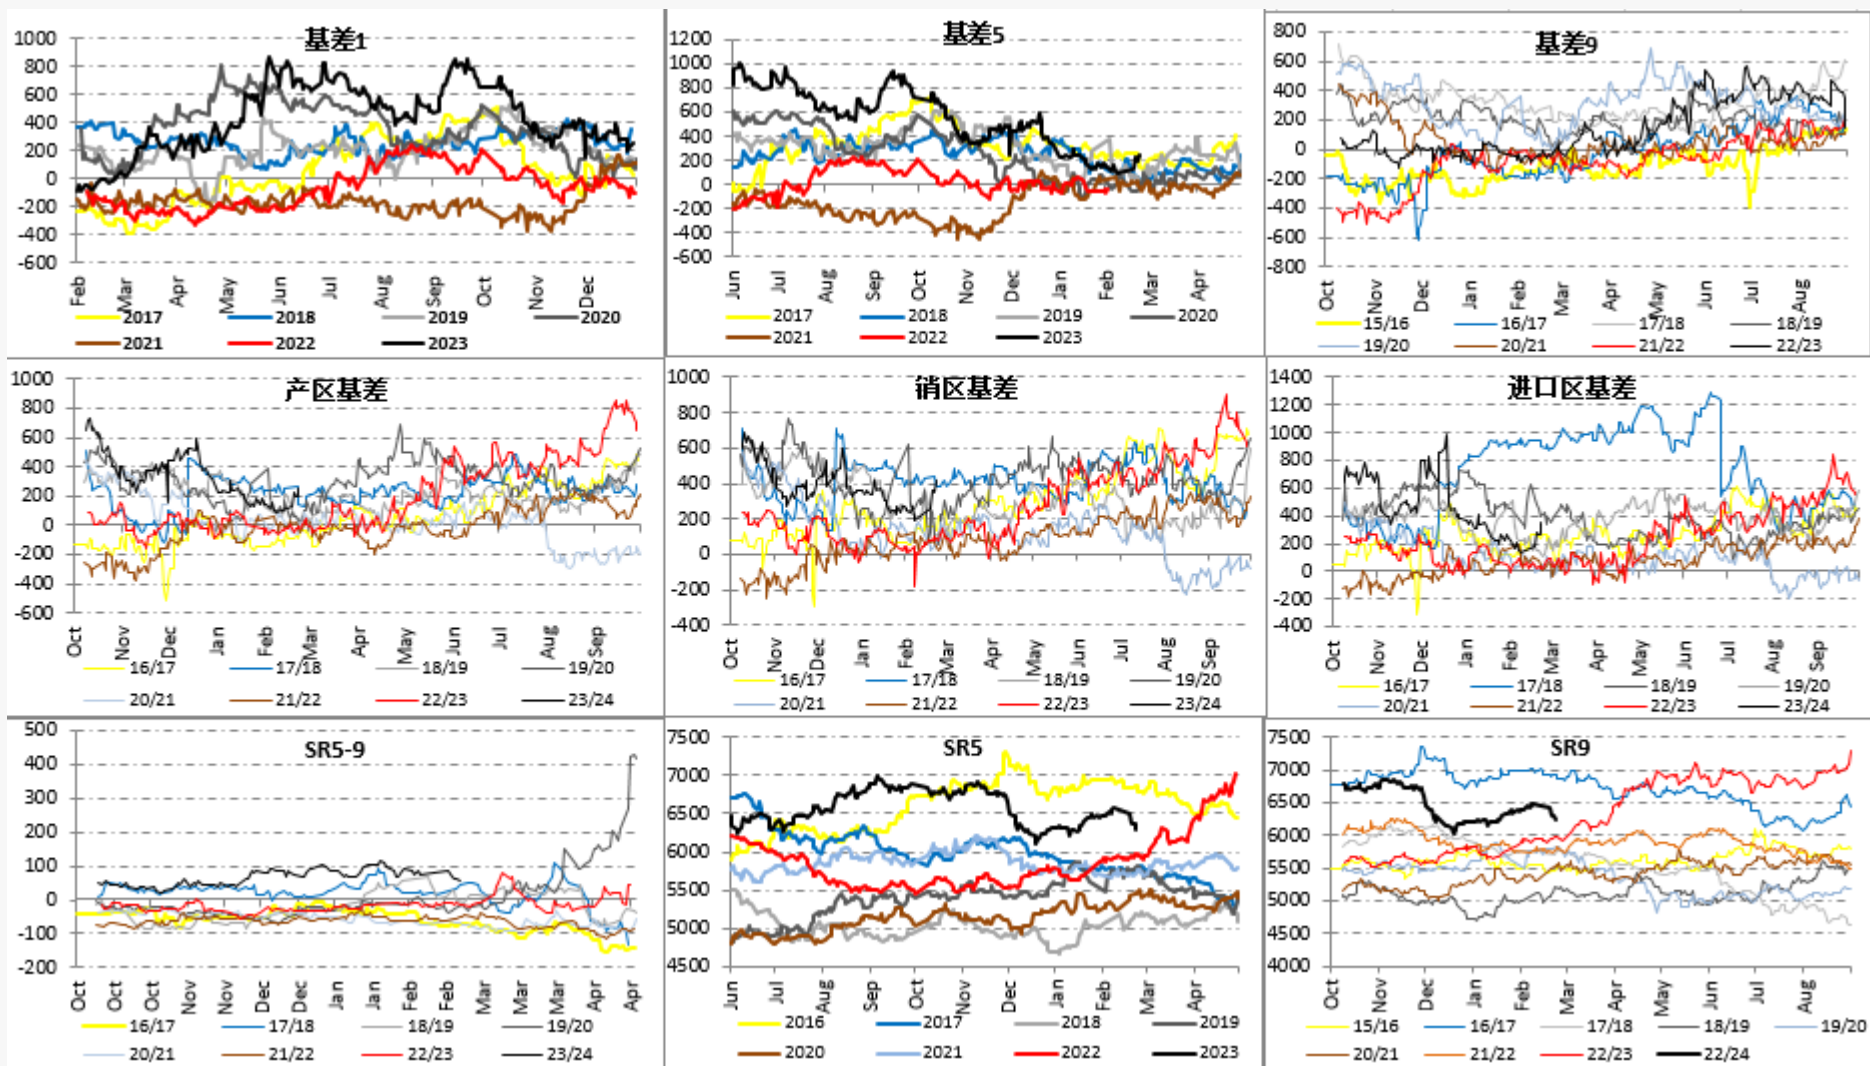 基差1
1000
800
600
400
200
0
-200
-400
-600
Feb Mar Apr May Jun Jul Aug Sep Oct Nov Dec
2017 2018 2019 2020
2021 2022 2023
基差5
1200
1000
800
600
400
200
0
-200
-400
-600
Jun Jul Aug Sep Oct Nov Dec Jan Feb Mar Apr
2017 2018 2019 2020
2021 2022 2023
基差9
800
600
400
200
0
-200
-400
-600
-800
Oct Nov Dec Jan Feb Mar Apr May Jun Jul Aug
15/16 16/17 17/18 18/19
19/20 20/21 21/22 22/23
产区基差
1000
800
600
400
200
0
-200
-400
-600
Oct Nov Dec Jan Feb Mar Apr May Jun Jul Aug Sep
16/17 17/18 18/19 19/20
20/21 21/22 22/23 23/24
销区基差
1000
800
600
400
200
0
-200
-400
Oct Nov Dec Jan Feb Mar Apr May Jun Jul Aug Sep
16/17 17/18 18/19 19/20
20/21 21/22 22/23 23/24
进口区基差
1400
1200
1000
800
600
400
200
0
-200
-400
Oct Nov Dec Jan Feb Mar Apr May Jun Jul Aug Sep
16/17 17/18 18/19 19/20
20/21 21/22 22/23 23/24
SR5-9
500
400
300
200
100
0
-100
-200
Oct Oct Oct Nov Nov Dec Dec Jan Jan Feb Feb Mar Mar Mar Apr Apr
16/17 17/18 18/19 19/20
20/21 21/22 22/23 23/24
SR5
7500
7000
6500
6000
5500
5000
4500
Jun Jul Aug Sep Oct Nov Dec Jan Feb Mar Apr
2016 2017 2018 2019
2020 2021 2022 2023
SR9
7500
7000
6500
6000
5500
5000
4500
4000
Oct Nov Dec Jan Feb Mar Apr May Jun Jul Aug
15/16 16/17 17/18 18/19 19/20
20/21 21/22 22/23 22/24